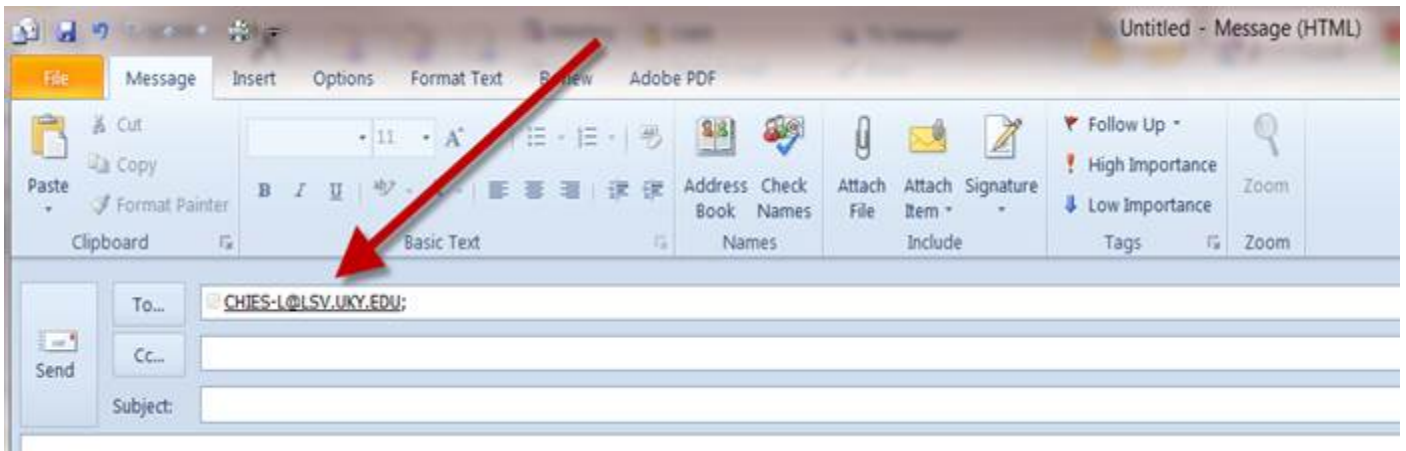 Untitled - Message (HTML)
File Message Insert Options Format Text Review Adobe PDF
Cut
Copy
Paste
Format Painter
11 A
B I U
Address Book
Check Names
Attach File
Attach Item
Signature
Follow Up
High Importance
Low Importance
Zoom
Clipboard Basic Text Names Include Tags Zoom
To... CHIES-L@LSV.UKY.EDU;
Cc...
Send
Subject: